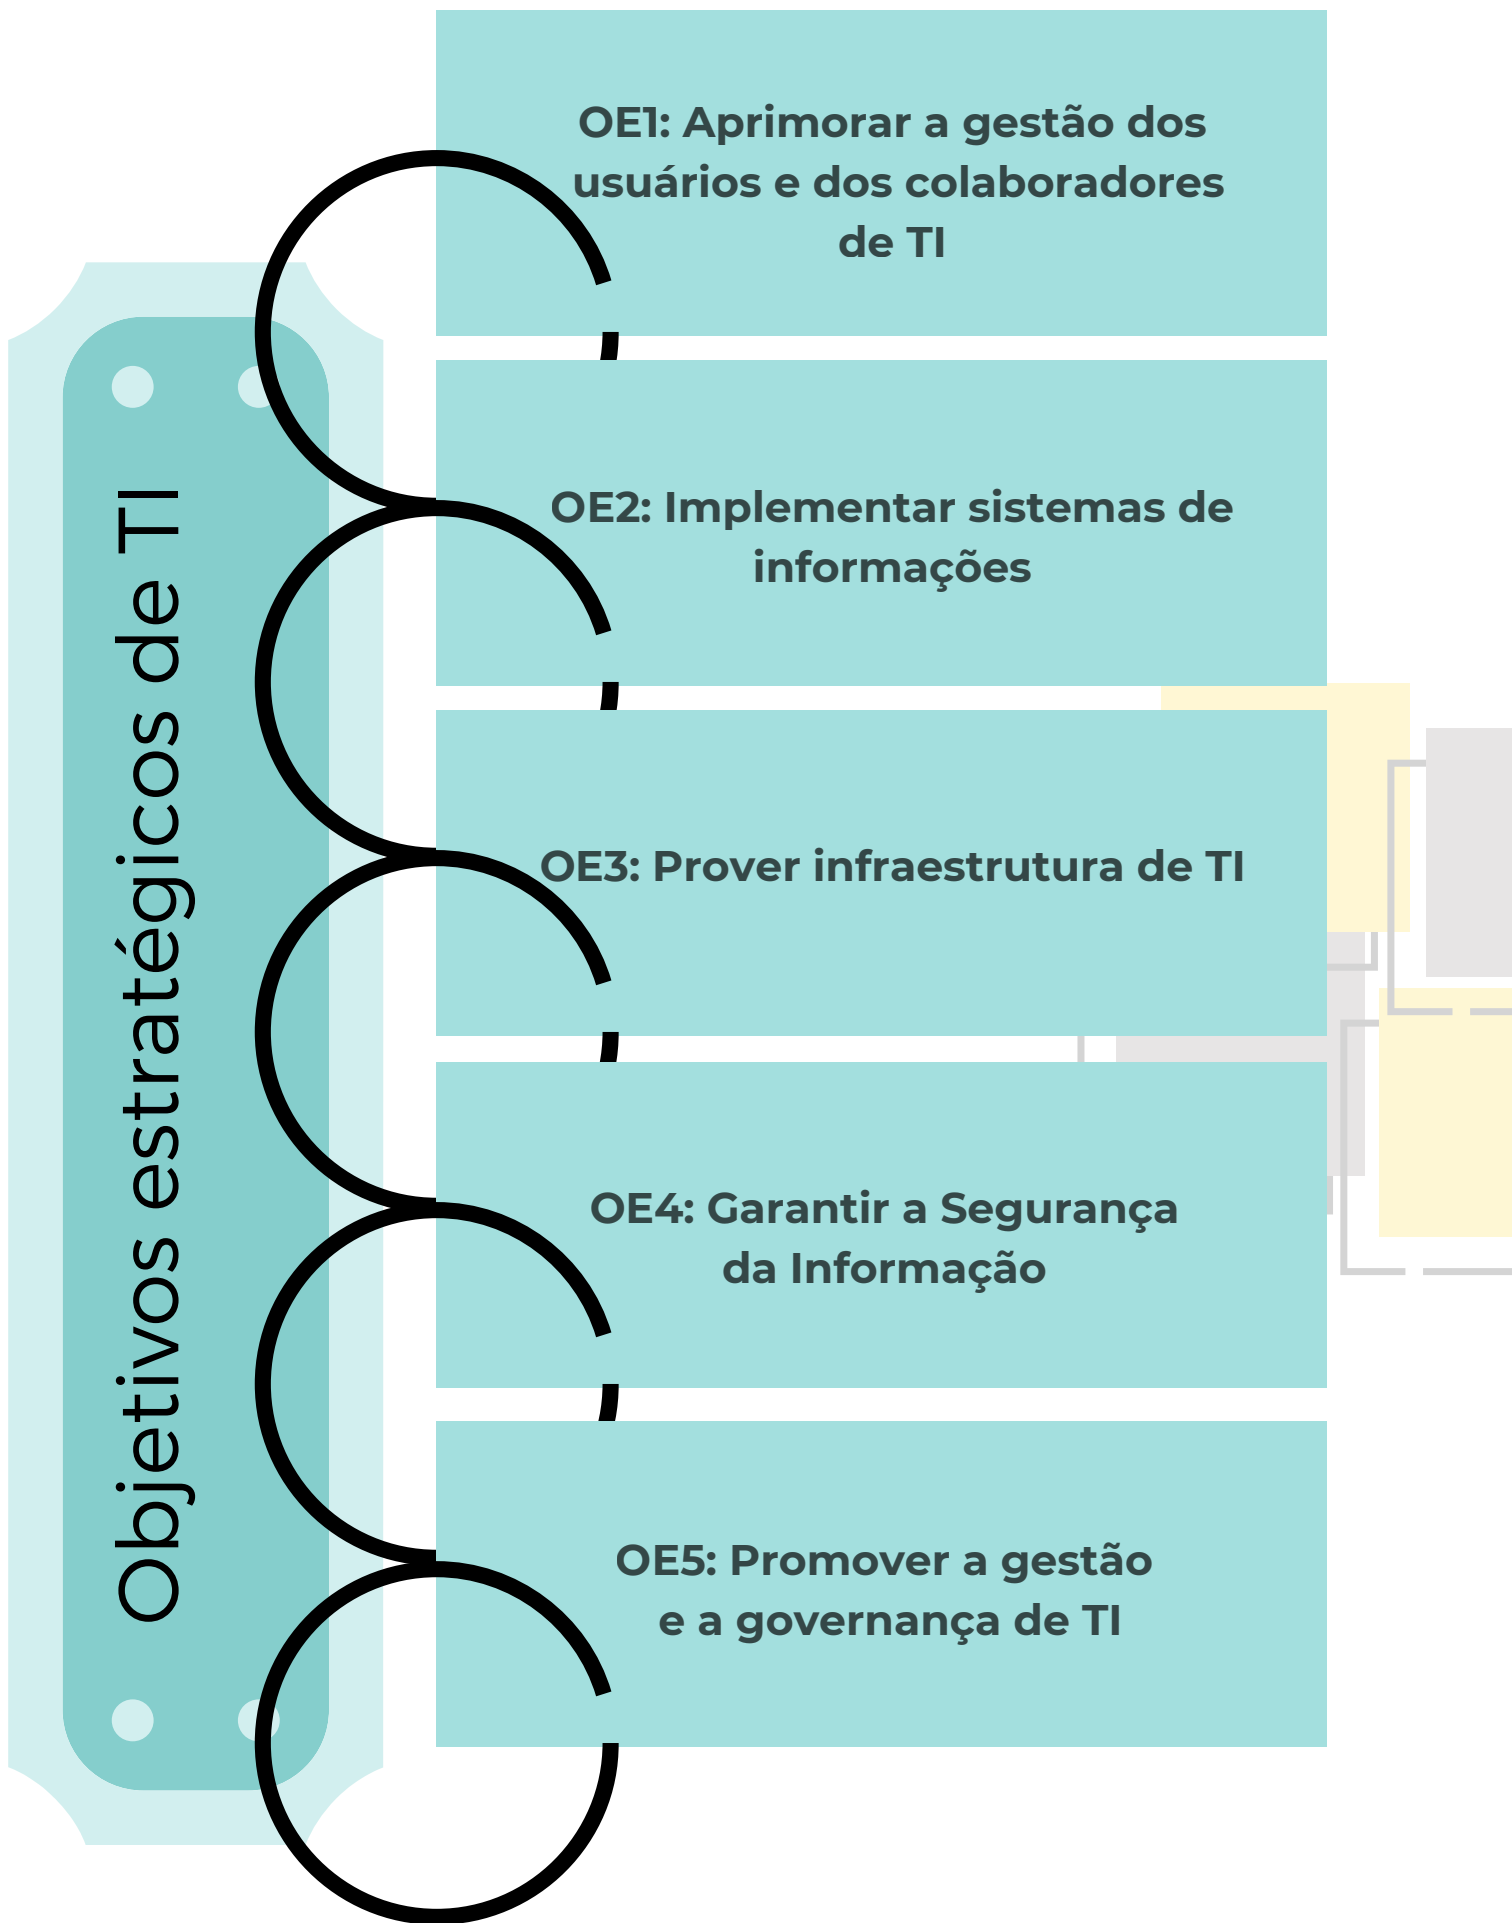 Objetivos estratégicos de TI
OE1: Aprimorar a gestão dos
usuários e dos colaboradores
de TI
OE2: Implementar sistemas de
informações
OE3: Prover infraestrutura de TI
OE4: Garantir a Segurança
da Informação
OE5: Promover a gestão
e a governança de TI